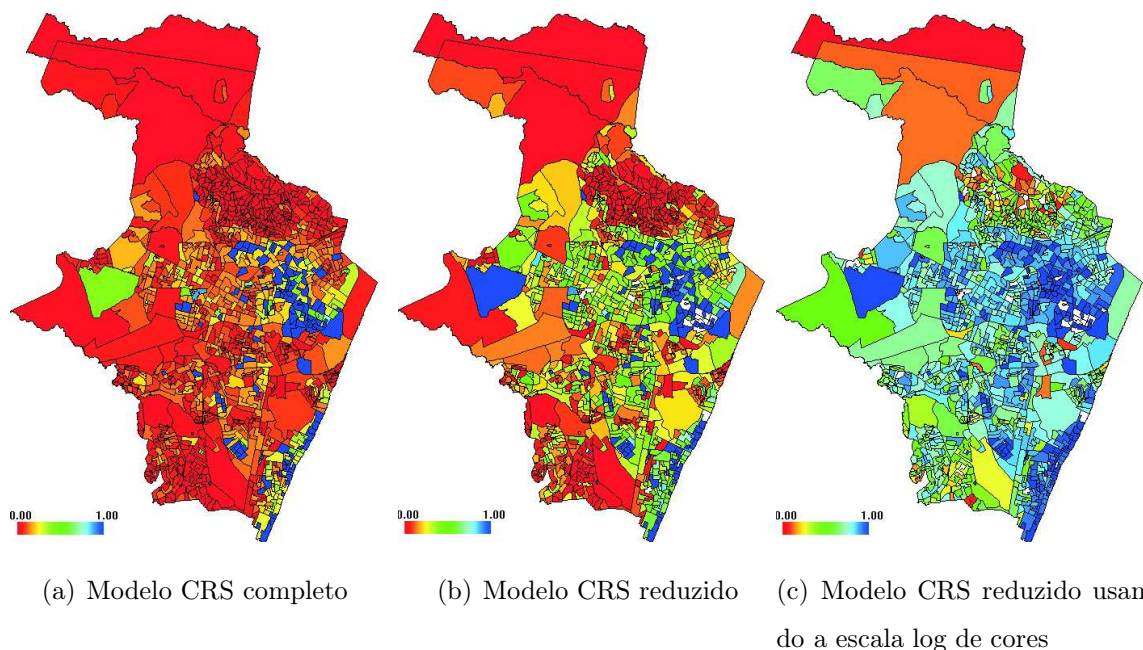 0.00 1.00
0.00 1.00
0.00 1.00
(a) Modelo CRS completo
(b) Modelo CRS reduzido
(c) Modelo CRS reduzido usan
do a escala log de cores